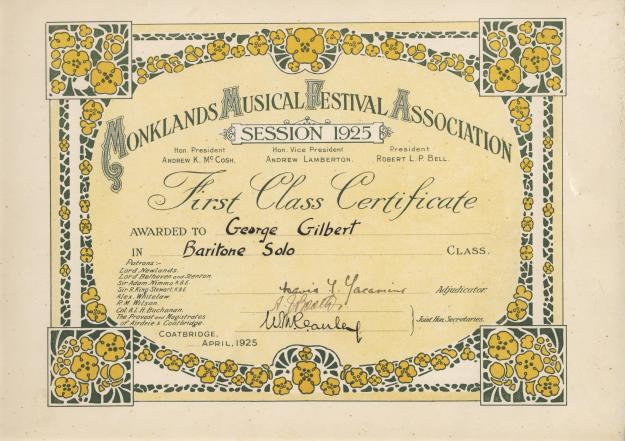 MONKLANDS MUSICAL FESTIVAL ASSOCIATION
SESSION 1925
Hon. President Hon. Vice President President
ANDREW K. McCOSH. ANDREW LAMBERTON. ROBERT L. P. BELL.
First Class Certificate
AWARDED TO George Gilbert
IN Baritone Solo CLASS.
Patrons:-
Lord Newlands.
Lord Belhaven and Stenton.
Sir Adam Nimmo, K.B.E.
Sir R. King Stewart, K.B.E.
Alex. Whitelaw
R. M. Wilson.
Col. A. L. H. Buchanan.
The Provost and Magistrates
of Airdrie & Coatbridge.
Adjudicator.
Joint Hon. Secretaries.
COATBRIDGE,
APRIL, 1925